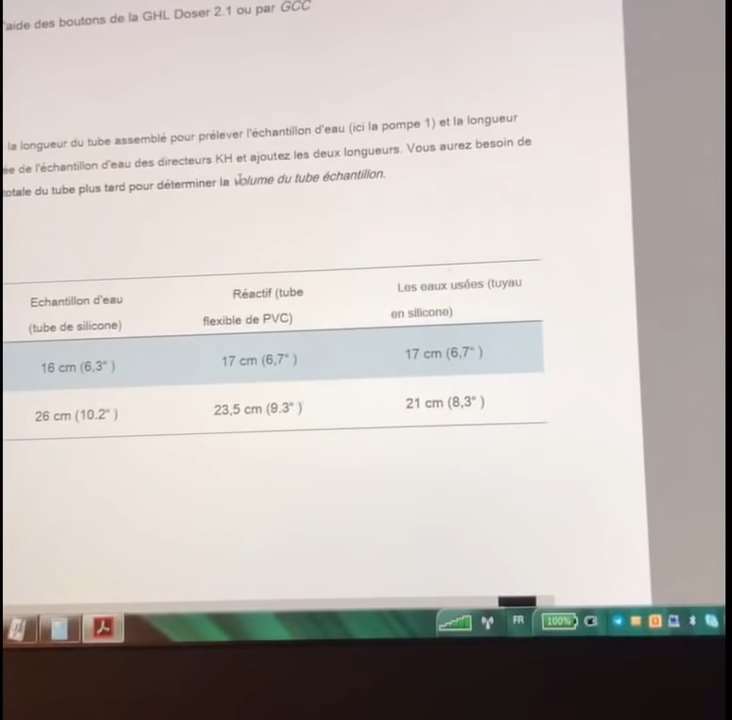 'aide des boutons de la GHL Doser 2.1 ou par GCC
la longueur du tube assemblé pour prélever l'échantillon d'eau (ici la pompe 1) et la longueur
de l'échantillon d'eau des directeurs KH et ajoutez les deux longueurs. Vous aurez besoin de
totale du tube plus tard pour déterminer la volume du tube échantillon.
Echantillon d'eau Réactif (tube Les eaux usées (tuyau
(tube de silicone) flexible de PVC) en silicone)
16 cm (6,3" ) 17 cm (6,7" ) 17 cm (6,7" )
26 cm (10.2" ) 23,5 cm (9.3" ) 21 cm (8,3" )
FR 100%